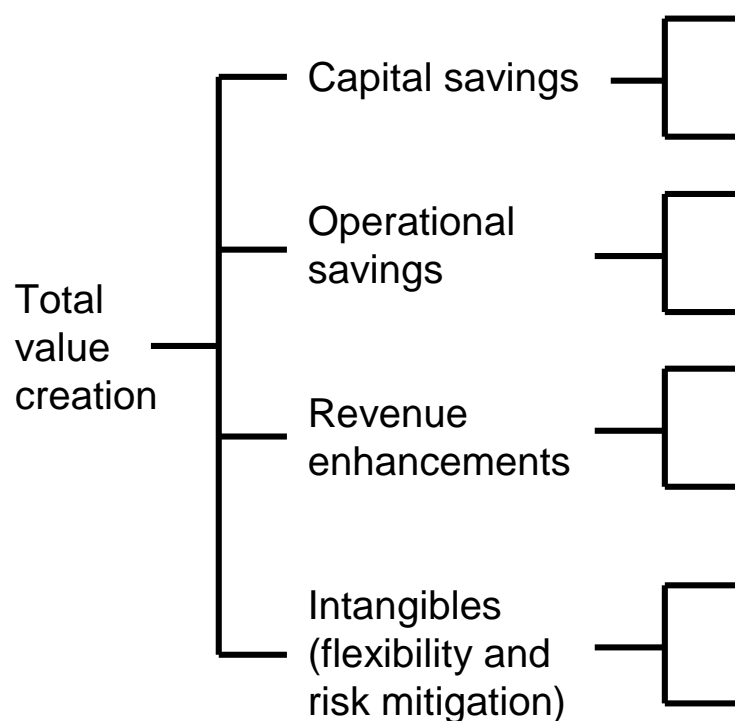 Total
value
creation
Capital savings
Operational
savings
Revenue
enhancements
Intangibles
(flexibility and
risk mitigation)